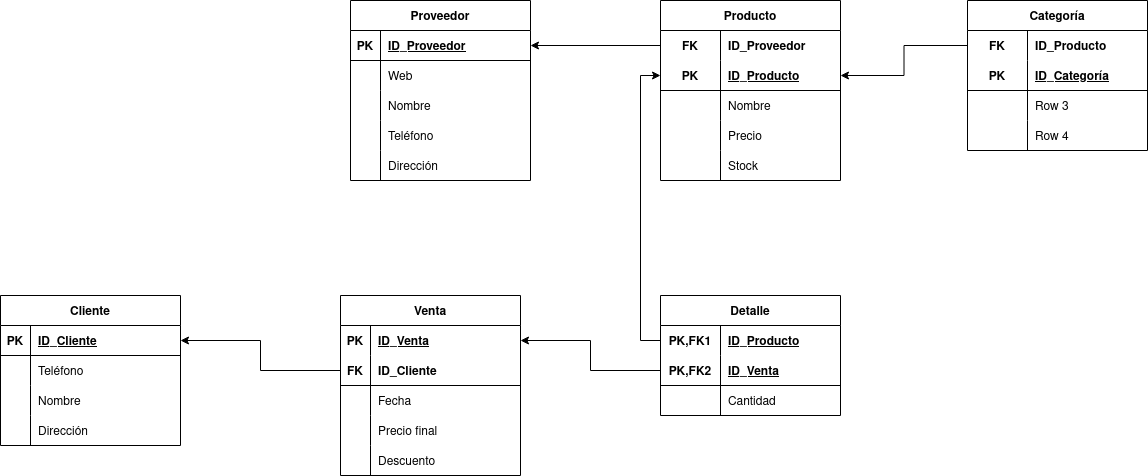 Proveedor
PK ID_Proveedor
Web
Nombre
Teléfono
Dirección
Producto
FK ID_Proveedor
PK ID_Producto
Nombre
Precio
Stock
Categoría
FK ID_Producto
PK ID_Categoría
Row 3
Row 4
Cliente
PK ID_Cliente
Teléfono
Nombre
Dirección
Venta
PK ID_Venta
FK ID_Cliente
Fecha
Precio final
Descuento
Detalle
PK,FK1 ID_Producto
PK,FK2 ID_Venta
Cantidad